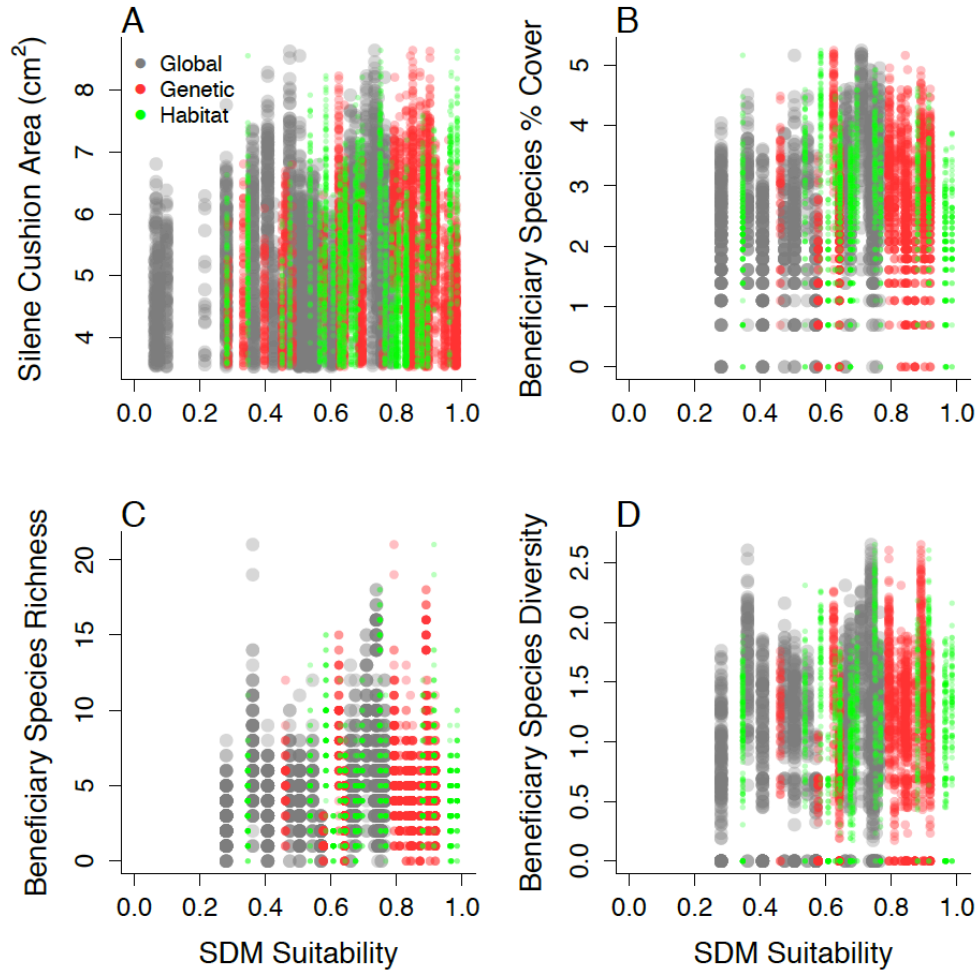 A
Silene Cushion Area (cm²)
8
7
6
5
4
Global
Genetic
Habitat
0.0 0.2 0.4 0.6 0.8 1.0
B
Beneficiary Species % Cover
5
4
3
2
1
0
0.0 0.2 0.4 0.6 0.8 1.0
C
Beneficiary Species Richness
20
15
10
5
0
0.0 0.2 0.4 0.6 0.8 1.0
SDM Suitability
D
Beneficiary Species Diversity
2.5
2.0
1.5
1.0
0.5
0.0
0.0 0.2 0.4 0.6 0.8 1.0
SDM Suitability